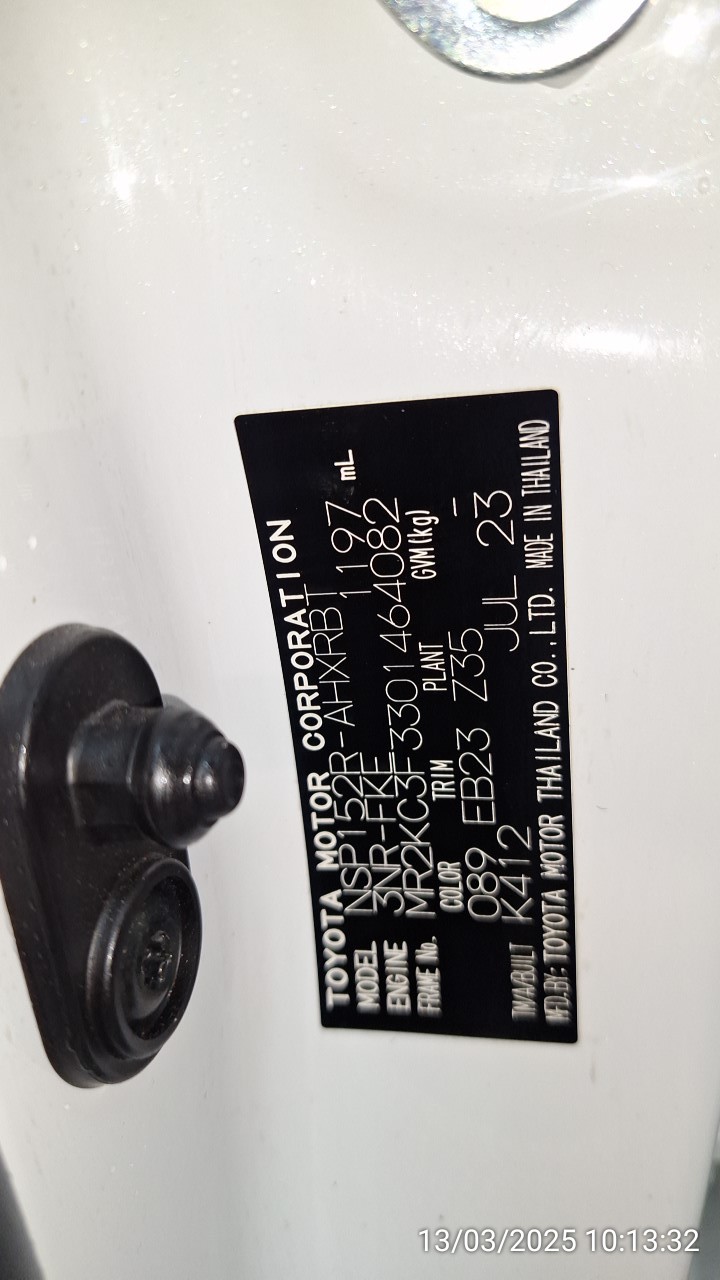 TOYOTA MOTOR CORPORATION
MODEL NSP152R-AHXRBT
ENGINE 3NR-FKE 1197 mL
FRAME No. MR2KC3F3301464082
COLOR TRIM PLANT GVM(kg)
089 EB23 Z35 -
TM/A/BUILT K412 JUL 23
MFD.BY: TOYOTA MOTOR THAILAND CO.,LTD. MADE IN THAILAND
13/03/2025 10:13:32